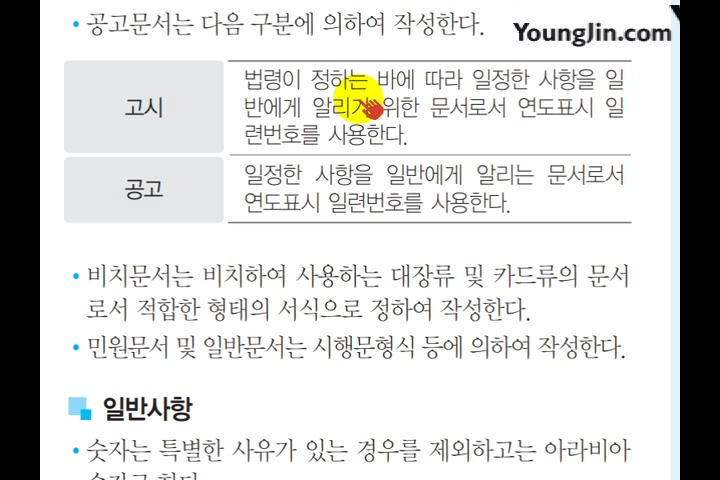 • 공고문서는 다음 구분에 의하여 작성한다.
YoungJin.com
고시
법령이 정하는 바에 따라 일정한 사항을 일
반에게 알리기 위한 문서로서 연도표시 일
련번호를 사용한다.
공고
일정한 사항을 일반에게 알리는 문서로서
연도표시 일련번호를 사용한다.
• 비치문서는 비치하여 사용하는 대장류 및 카드류의 문서
로서 적합한 형태의 서식으로 정하여 작성한다.
• 민원문서 및 일반문서는 시행문형식 등에 의하여 작성한다.
일반사항
• 숫자는 특별한 사유가 있는 경우를 제외하고는 아라비아